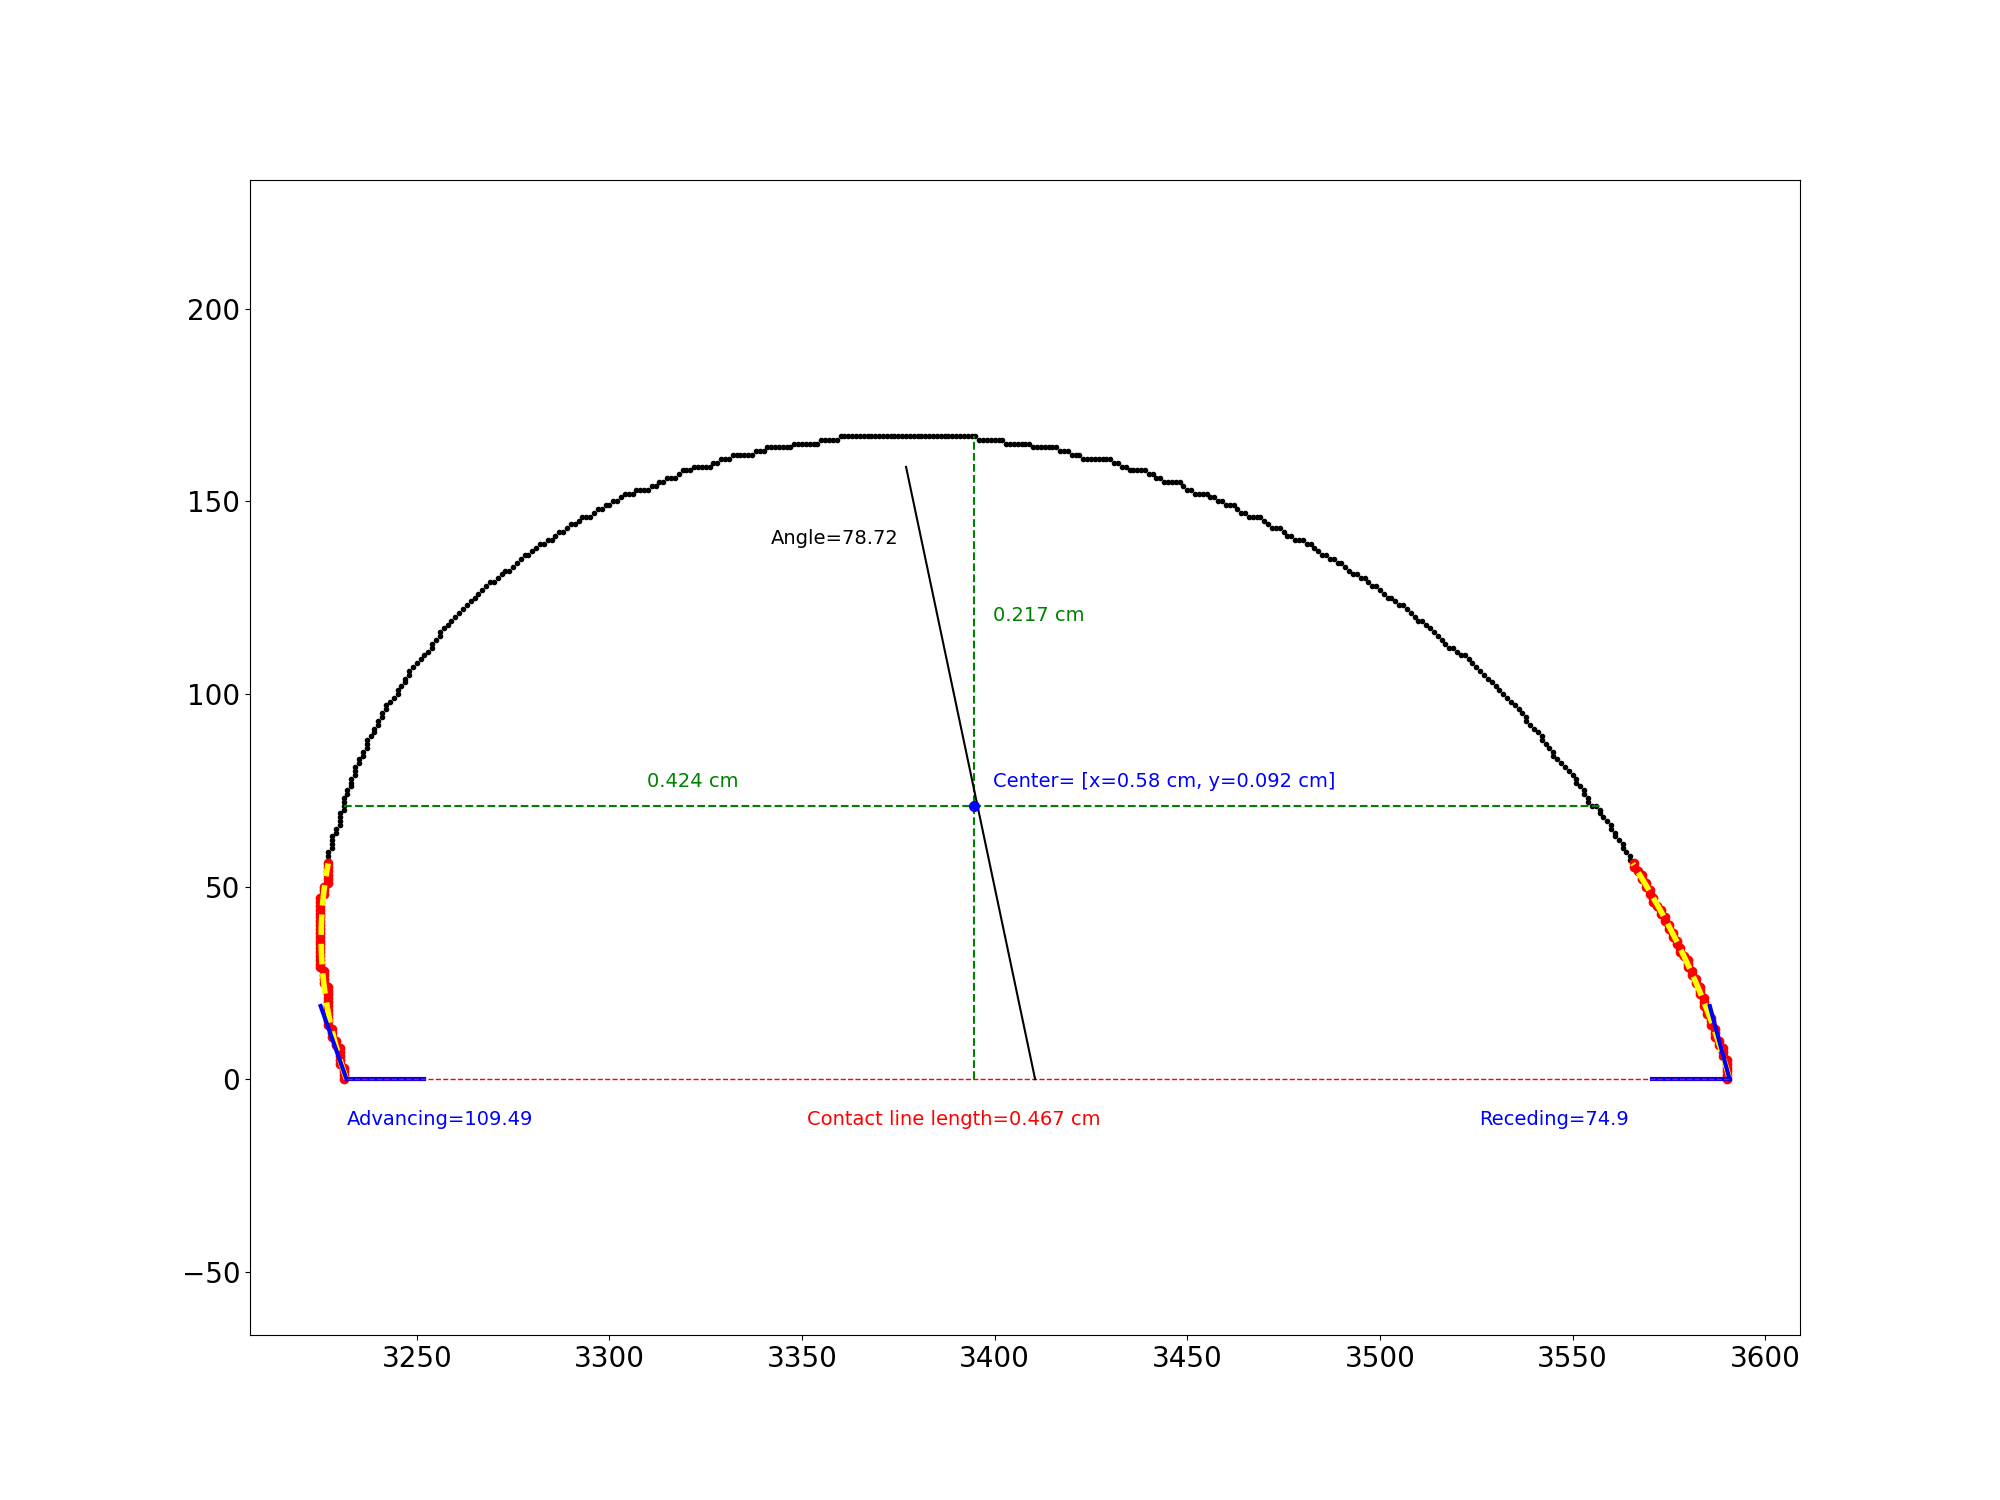 200
150
Angle=78.72
0.217 cm
100
0.424 cm
Center= [x=0.58 cm, y=0.092 cm]
50
0
Advancing=109.49
Contact line length=0.467 cm
Receding=74.9
−50
3250
3300
3350
3400
3450
3500
3550
3600